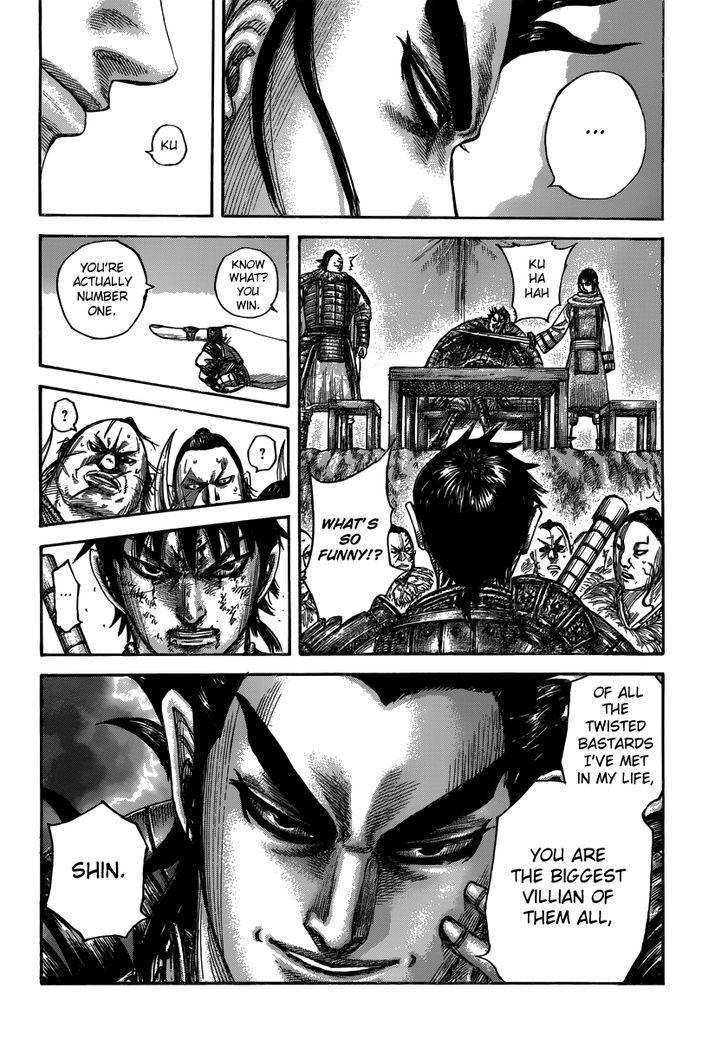 ...
KU
KU
HA
HAH
WHAT'S
SO
FUNNY!?
KNOW
WHAT?
YOU
WIN.
YOU'RE
ACTUALLY
NUMBER
ONE.
?
?
...
OF ALL
THE
TWISTED
BASTARDS
I'VE MET
IN MY LIFE,
YOU ARE
THE BIGGEST
VILLIAN OF
THEM ALL,
SHIN.